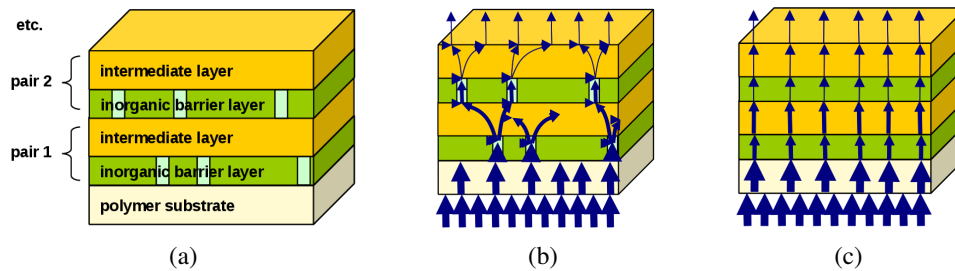 etc.
pair 2
intermediate layer
inorganic barrier layer
pair 1
intermediate layer
inorganic barrier layer
polymer substrate
(a)
(b)
(c)